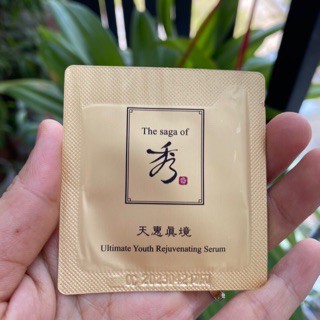 The saga of
秀
天惠眞境
Ultimate Youth Rejuvenating Serum